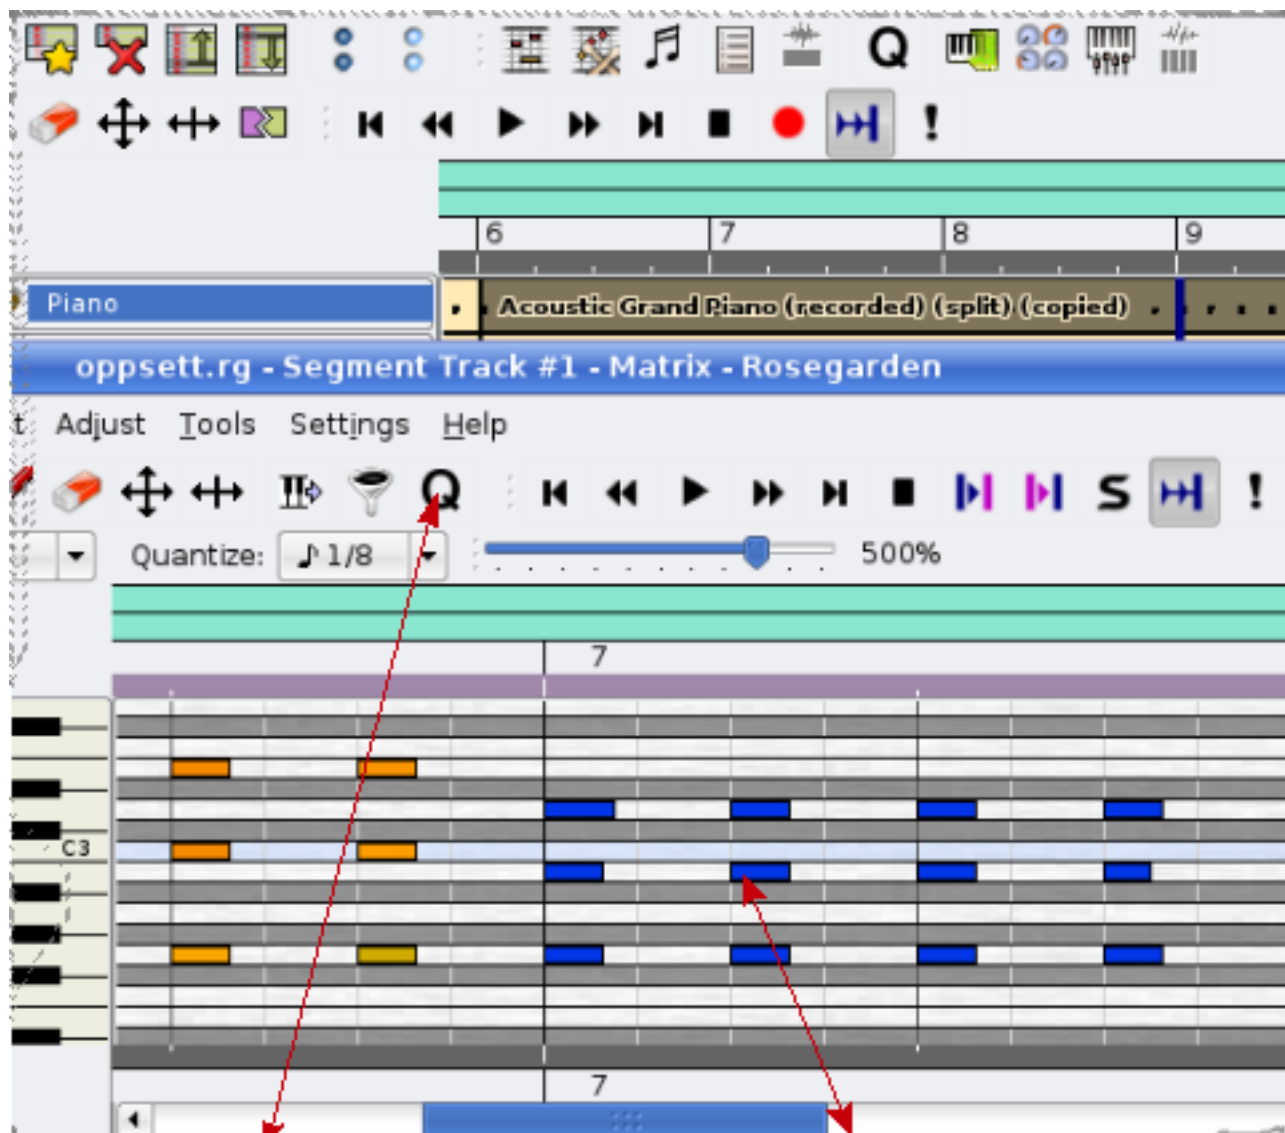 Q
!
6 7 8 9
Piano
Acoustic Grand Piano (recorded) (split) (copied)
oppsett.rg - Segment Track #1 - Matrix - Rosegarden
t Adjust Tools Settings Help
Q S !
Quantize: 1/8 500%
7
C3
7